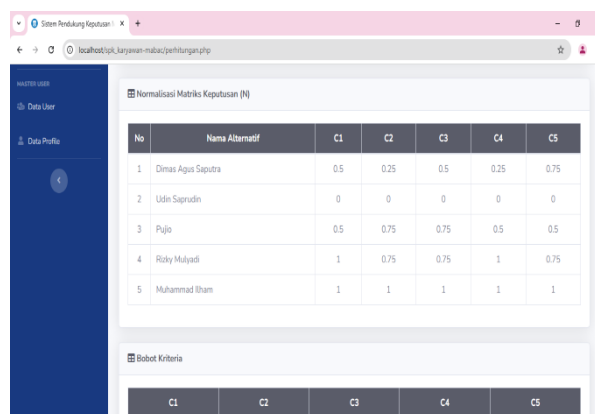 Sistem Pendukung Keputusan
localhost/spk_karyawan-mabac/perhitungan.php
MASTER USER
Data User
Data Profile
Normalisasi Matriks Keputusan (N)
No Nama Alternatif C1 C2 C3 C4 C5
1 Dimas Agus Saputra 0.5 0.25 0.5 0.25 0.75
2 Udin Saprudin 0 0 0 0 0
3 Pujio 0.5 0.75 0.75 0.5 0.5
4 Rizky Mulyadi 1 0.75 0.75 1 0.75
5 Muhammad Ilham 1 1 1 1 1
Bobot Kriteria
C1 C2 C3 C4 C5